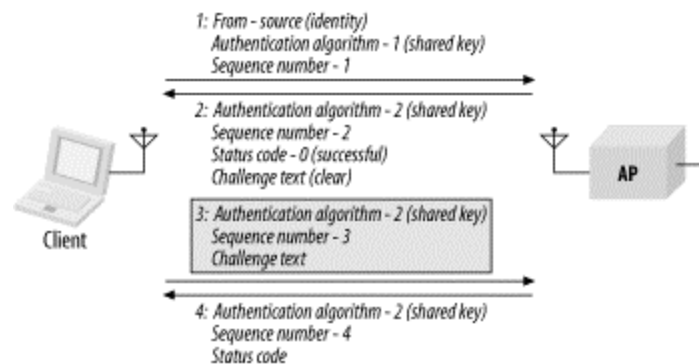 1: From - source (identity)
Authentication algorithm - 1 (shared key)
Sequence number - 1
2: Authentication algorithm - 2 (shared key)
Sequence number - 2
Status code - 0 (successful)
Challenge text (clear)
Client
AP
3: Authentication algorithm - 2 (shared key)
Sequence number - 3
Challenge text
4: Authentication algorithm - 2 (shared key)
Sequence number - 4
Status code